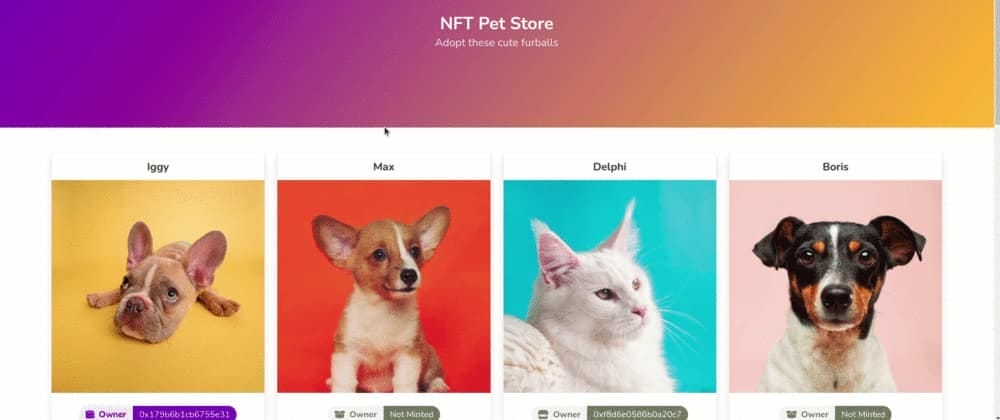 NFT Pet Store
Adopt these cute furballs
Iggy
Max
Delphi
Boris
Owner 0x179b6b1cb6755e31
Owner Not Minted
Owner 0xf8d6e0586b0a20c7
Owner Not Minted